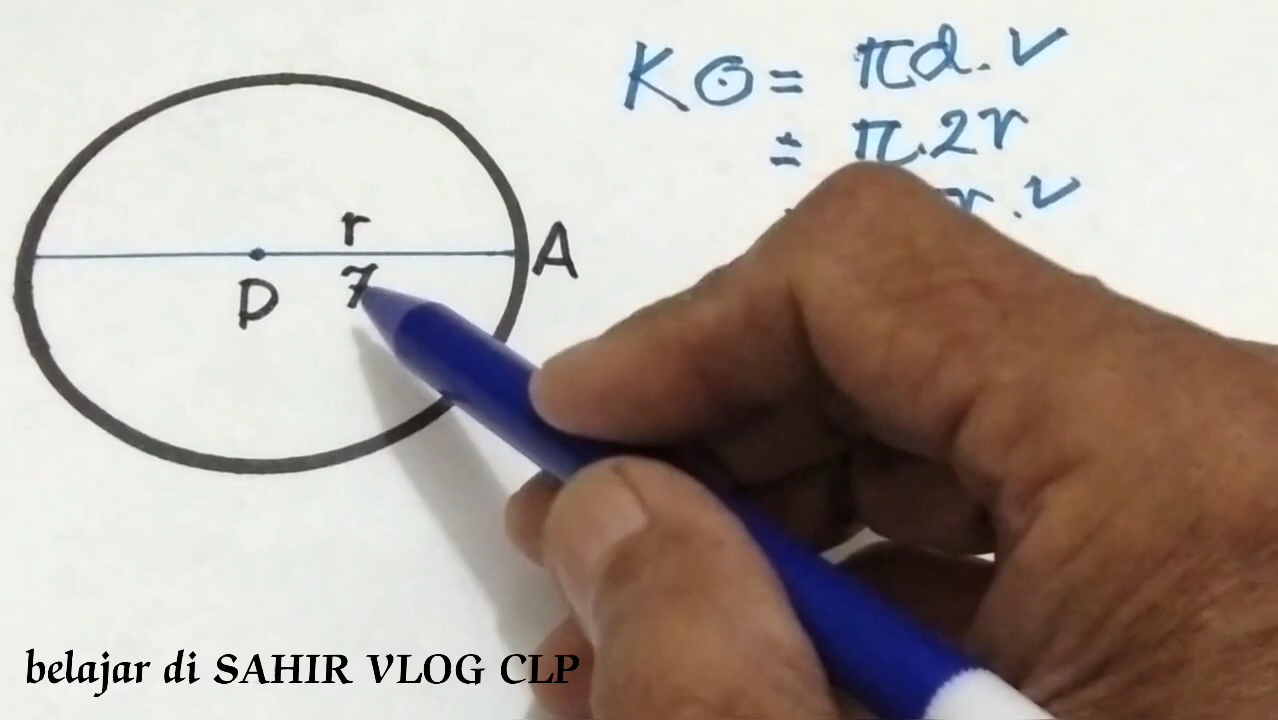 K⊙ = πd. ✓
= π.2r
r. ✓
r
A
D
7
belajar di SAHIR VLOG CLP